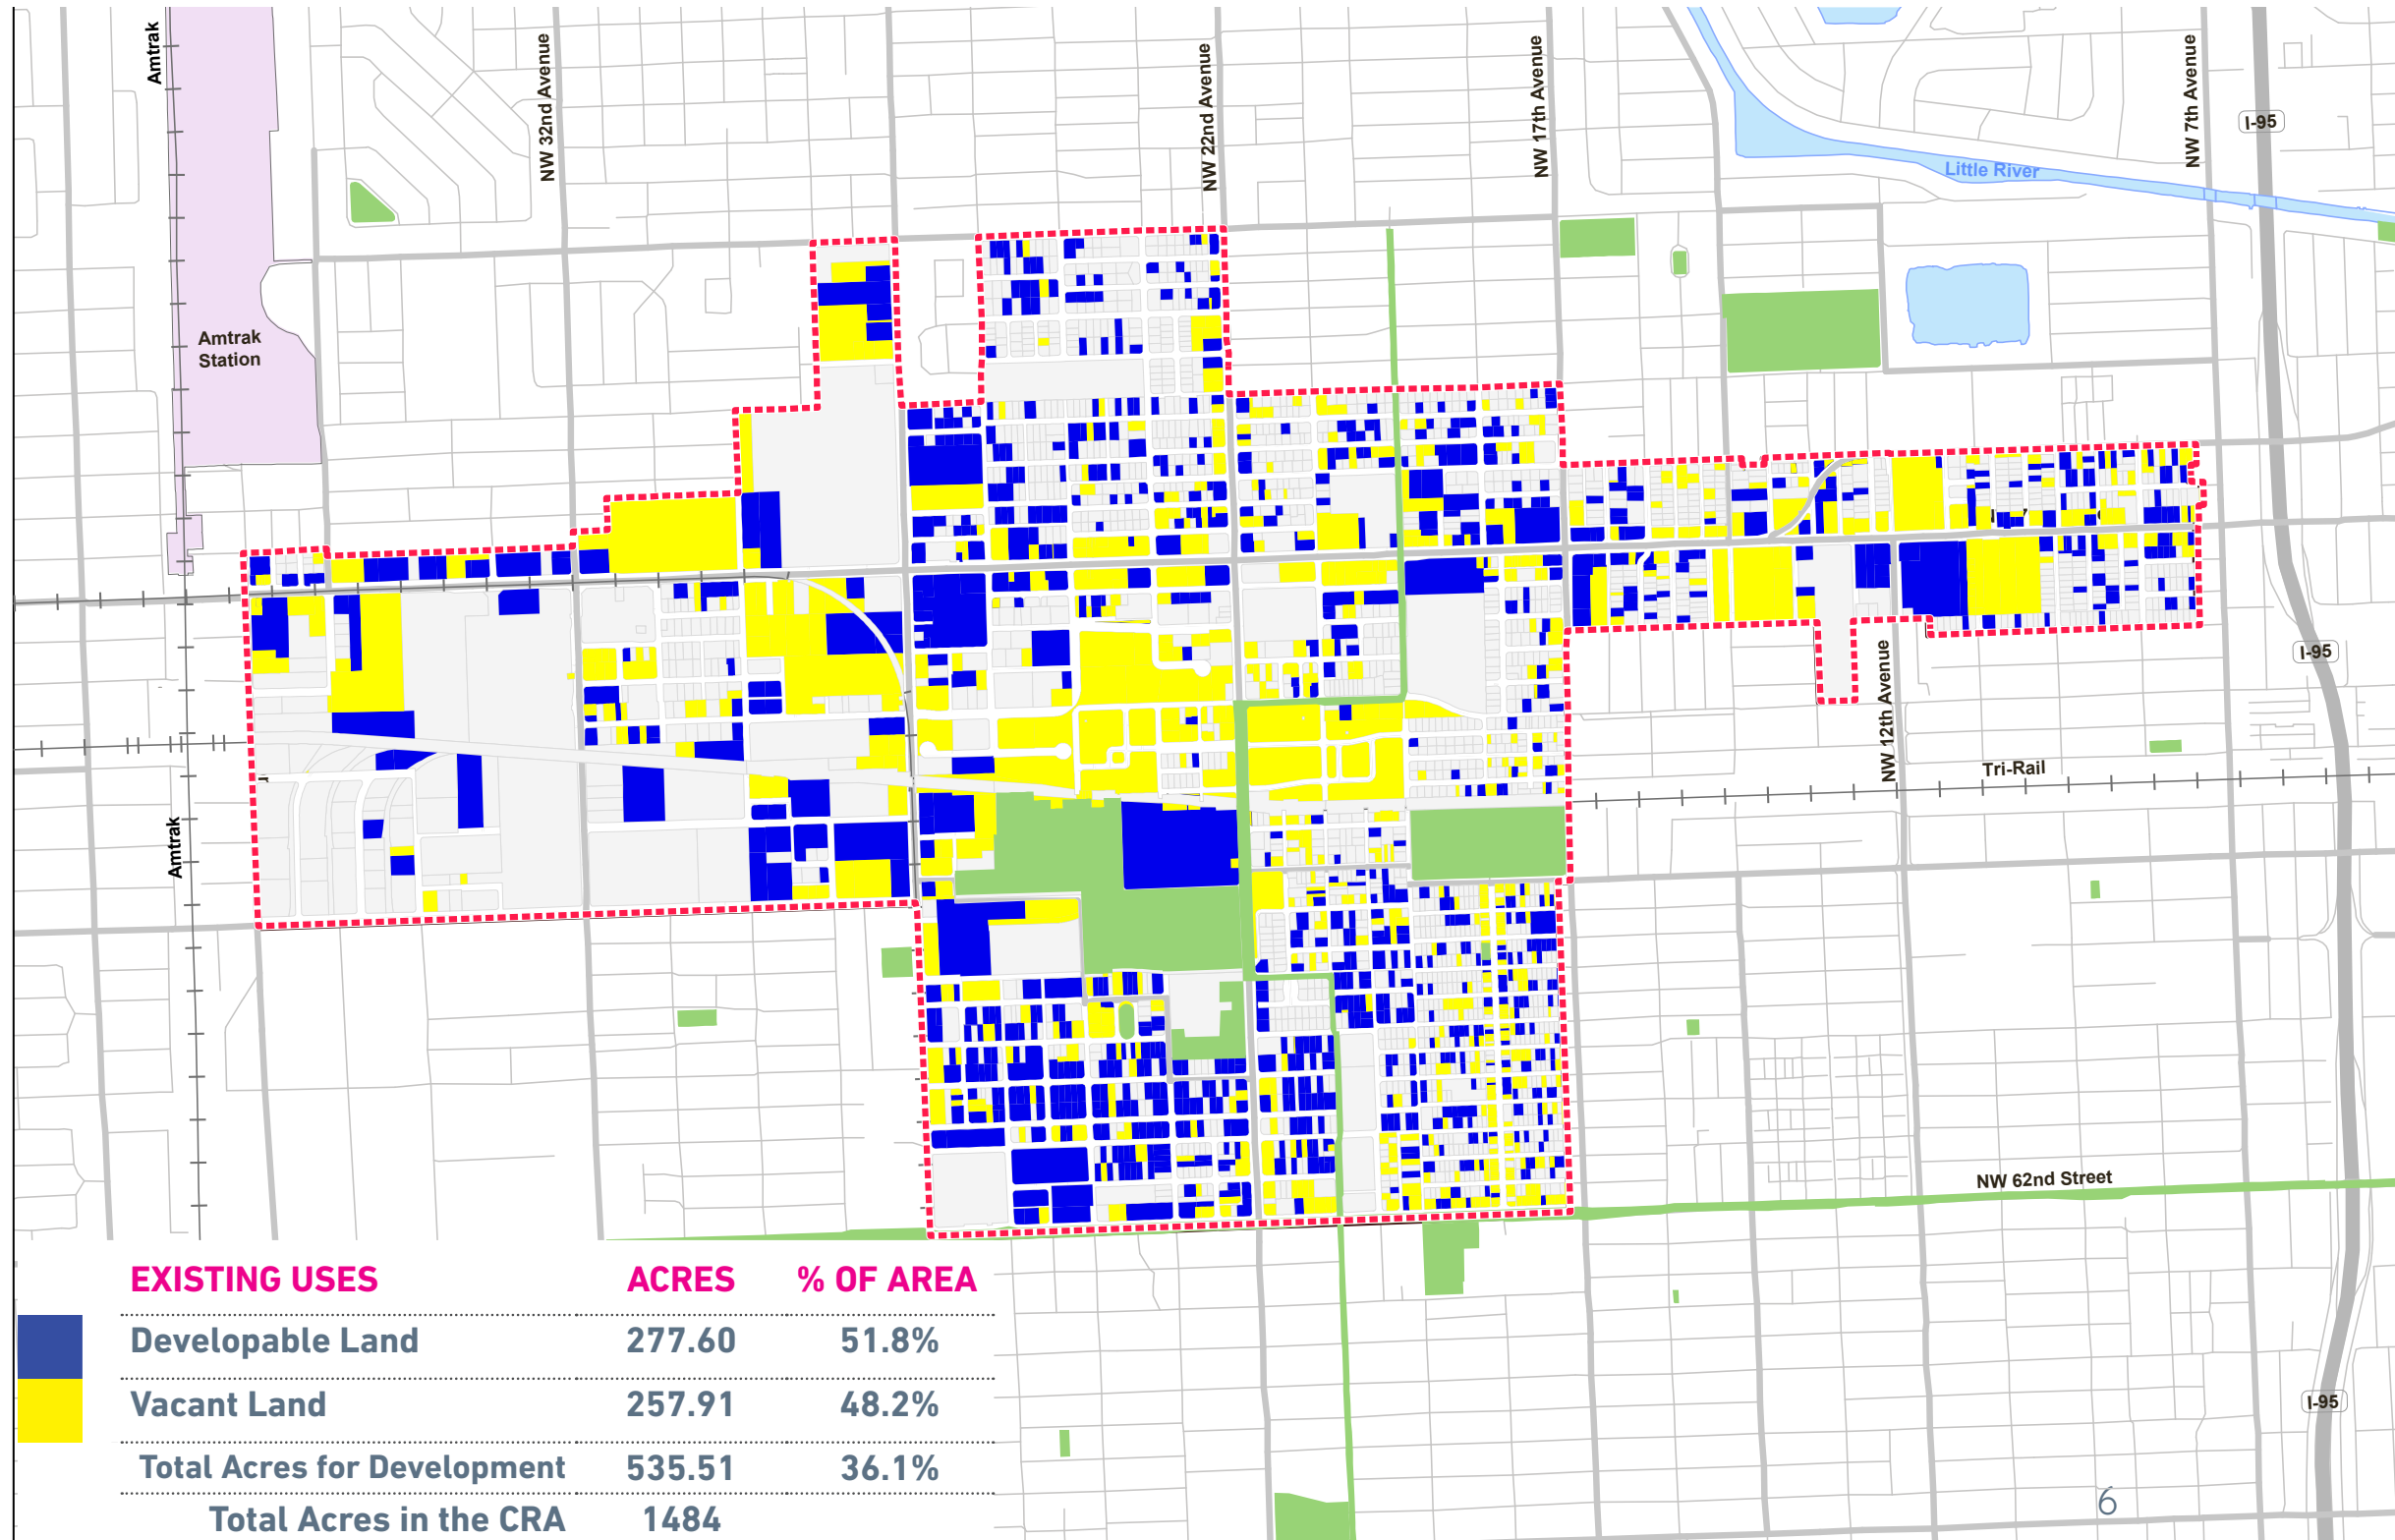 Amtrak
NW 32nd Avenue
NW 22nd Avenue
NW 17th Avenue
NW 7th Avenue
I-95
Little River
Amtrak
Station
I-95
NW 12th Avenue
Tri-Rail
Amtrak
NW 62nd Street
I-95
EXISTING USES ACRES % OF AREA
Developable Land 277.60 51.8%
Vacant Land 257.91 48.2%
Total Acres for Development 535.51 36.1%
Total Acres in the CRA 1484
6